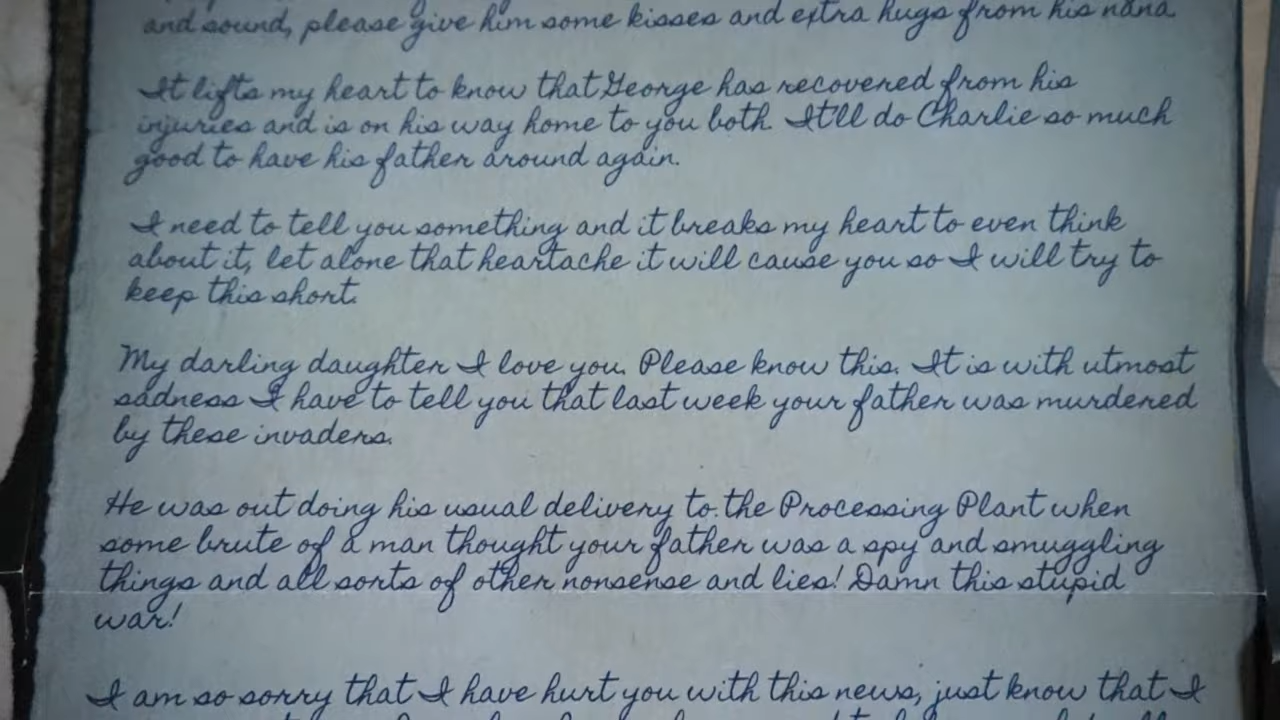 and sound, please give him some kisses and extra hugs from his nana
It lifts my heart to know that George has recovered from his
injuries and is on his way home to you both. It'll do Charlie so much
good to have his father around again.
I need to tell you something and it breaks my heart to even think
about it, let alone that heartache it will cause you so I will try to
keep this short.
My darling daughter I love you. Please know this. It is with utmost
sadness I have to tell you that last week your father was murdered
by these invaders.
He was out doing his usual delivery to the Processing Plant when
some brute of a man thought your father was a spy and smuggling
things and all sorts of other nonsense and lies! Damn this stupid
war!
I am so sorry that I have hurt you with this news, just know that I